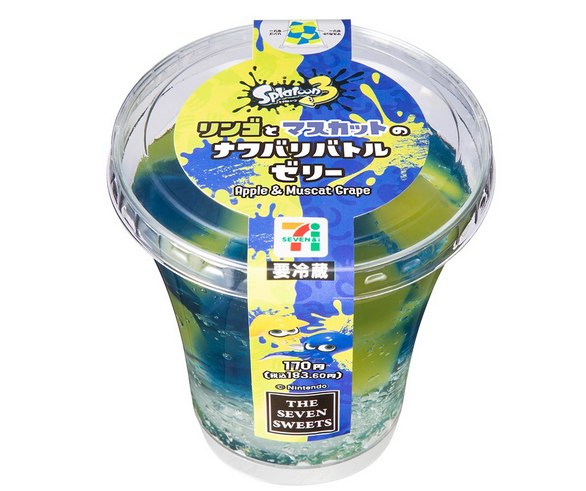 Splatoon 3
リンゴとマスカットの
ナワバリバトル
ゼリー
Apple & Muscat Grape
7
SEVEN & i
要冷蔵
170円
(税込183.60円)
© Nintendo
THE
SEVEN
SWEETS